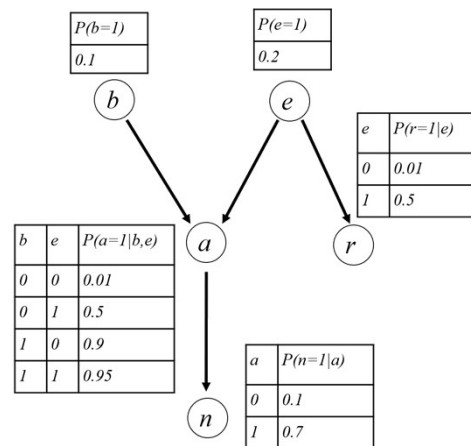 P(b=1)
0.1
P(e=1)
0.2
b
e
e P(r=1|e)
0 0.01
1 0.5
b e P(a=1|b,e)
0 0 0.01
0 1 0.5
1 0 0.9
1 1 0.95
a
r
a P(n=1|a)
0 0.1
1 0.7
n